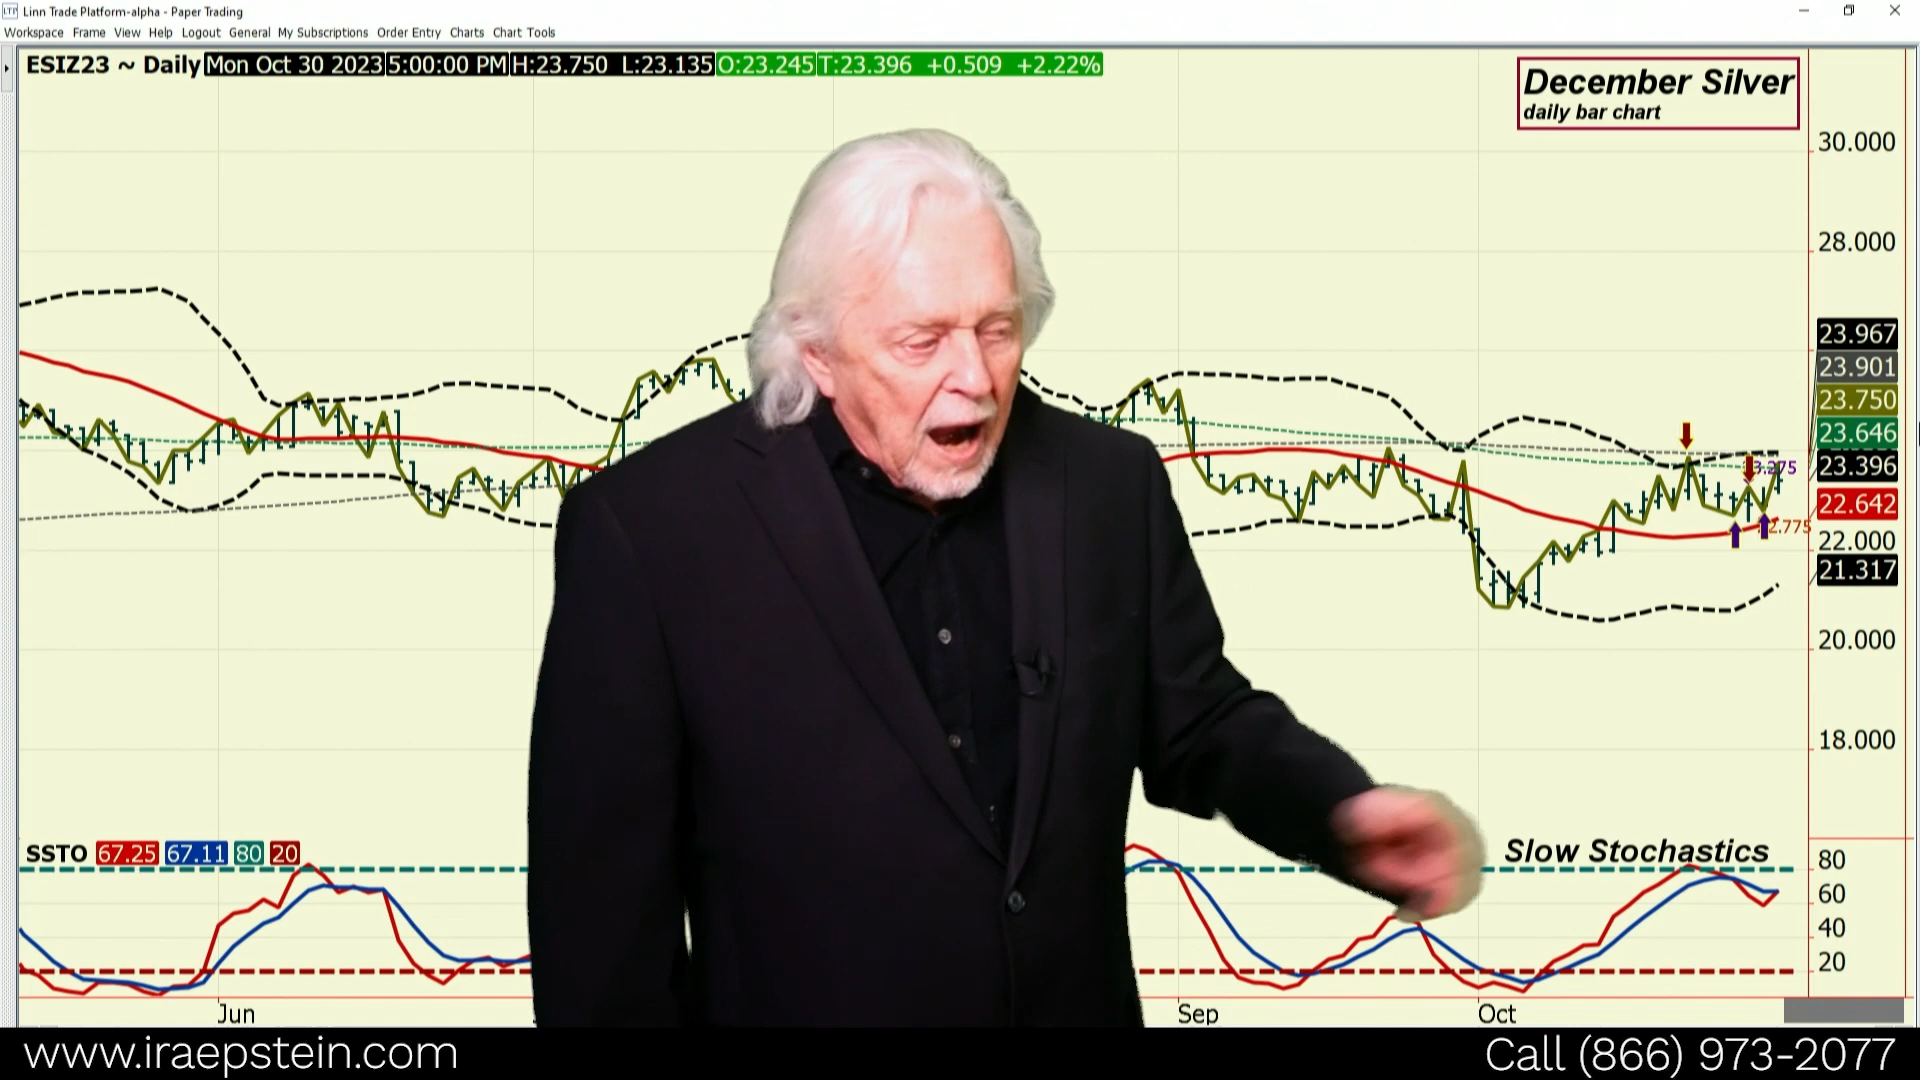 Linn Trade Platform-alpha - Paper Trading
Workspace Frame View Help Logout General My Subscriptions Order Entry Charts Chart Tools
ESIZ23 ~ Daily Mon Oct 30 2023 5:00:00 PM H:23.750 L:23.135 O:23.245 T:23.396 +0.509 +2.22%
December Silver
daily bar chart
30.000
28.000
23.967
23.901
23.750
23.646
23.396
22.642
22.000
21.317
20.000
18.000
SSTO 67.25 67.11 80 20
Slow Stochastics
80
60
40
20
Jun
Sep
Oct
www.iraepstein.com
Call (866) 973-2077